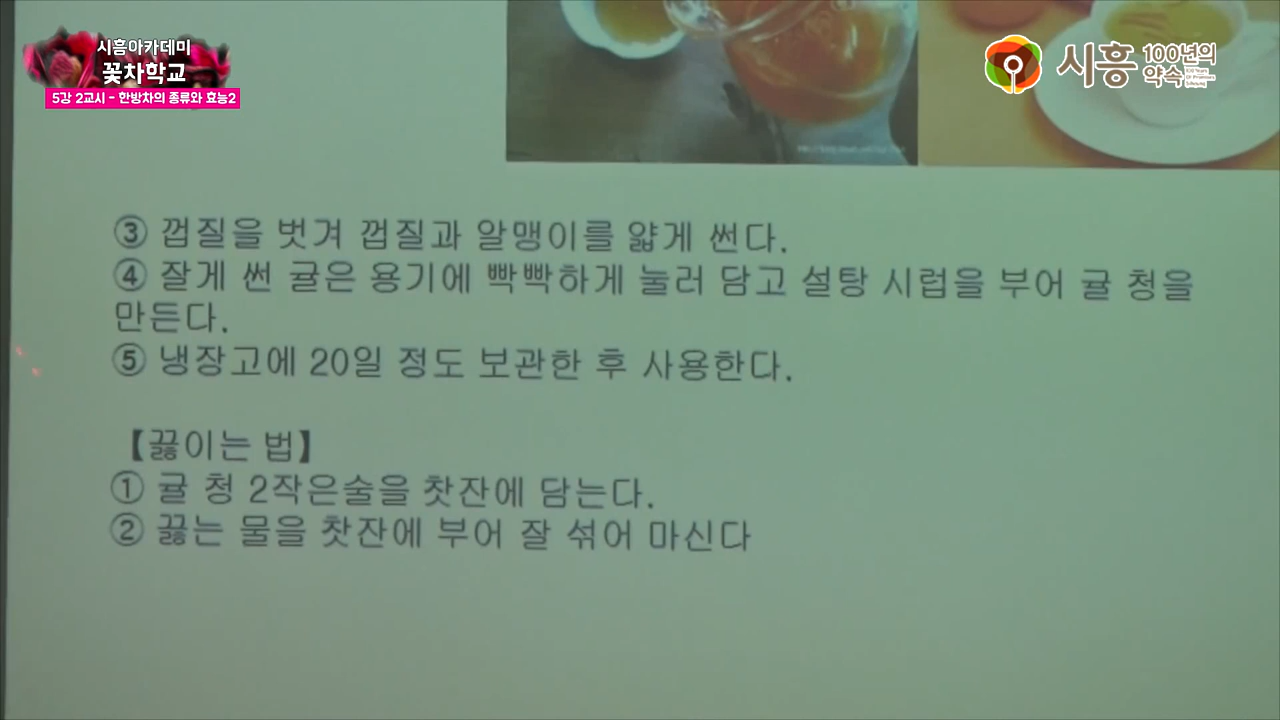 시흥아카데미
꽃차학교
5강 2교시 - 한방차의 종류와 효능2
시흥 100년의
약속
③ 껍질을 벗겨 껍질과 알맹이를 얇게 썬다.
④ 잘게 썬 귤은 용기에 빡빡하게 눌러 담고 설탕 시럽을 부어 귤 청을
만든다.
⑤ 냉장고에 20일 정도 보관한 후 사용한다.
【끓이는 법】
① 귤 청 2작은술을 찻잔에 담는다.
② 끓는 물을 찻잔에 부어 잘 섞어 마신다